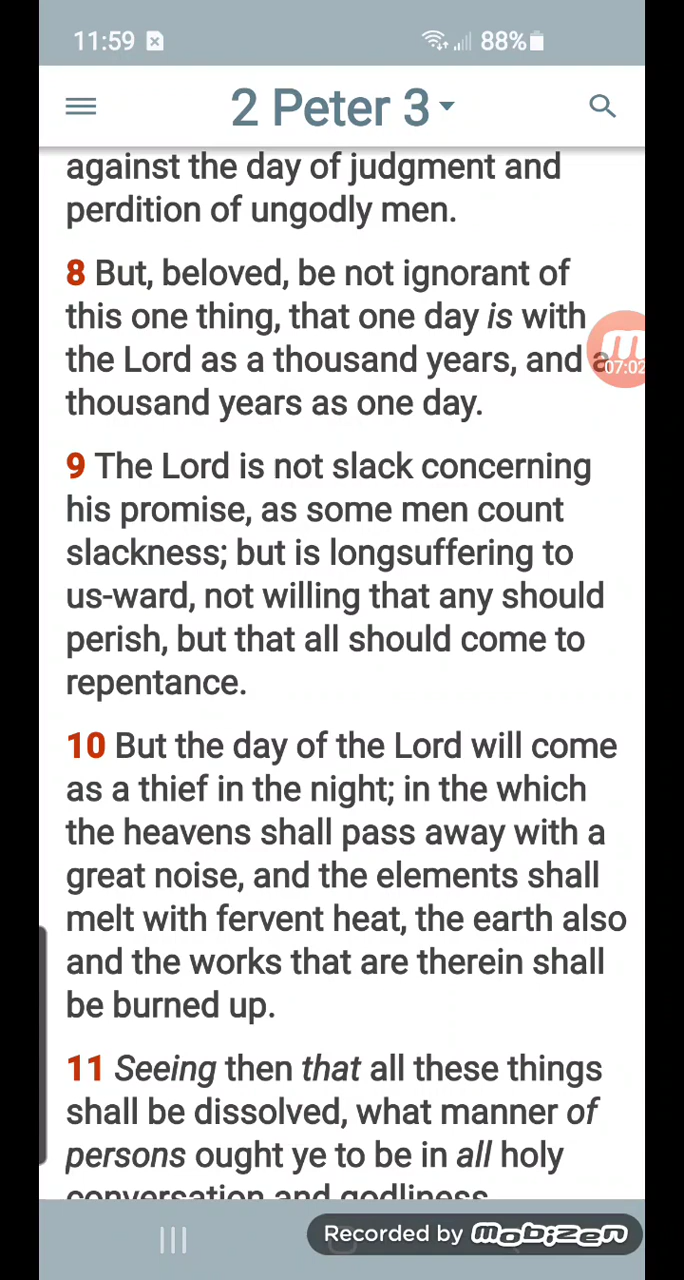 11:59 88%
2 Peter 3
against the day of judgment and
perdition of ungodly men.
8 But, beloved, be not ignorant of
this one thing, that one day is with
the Lord as a thousand years, and a
07:02
thousand years as one day.
9 The Lord is not slack concerning
his promise, as some men count
slackness; but is longsuffering to
us-ward, not willing that any should
perish, but that all should come to
repentance.
10 But the day of the Lord will come
as a thief in the night; in the which
the heavens shall pass away with a
great noise, and the elements shall
melt with fervent heat, the earth also
and the works that are therein shall
be burned up.
11 Seeing then that all these things
shall be dissolved, what manner of
persons ought ye to be in all holy
conversation and godliness
Recorded by mobizen